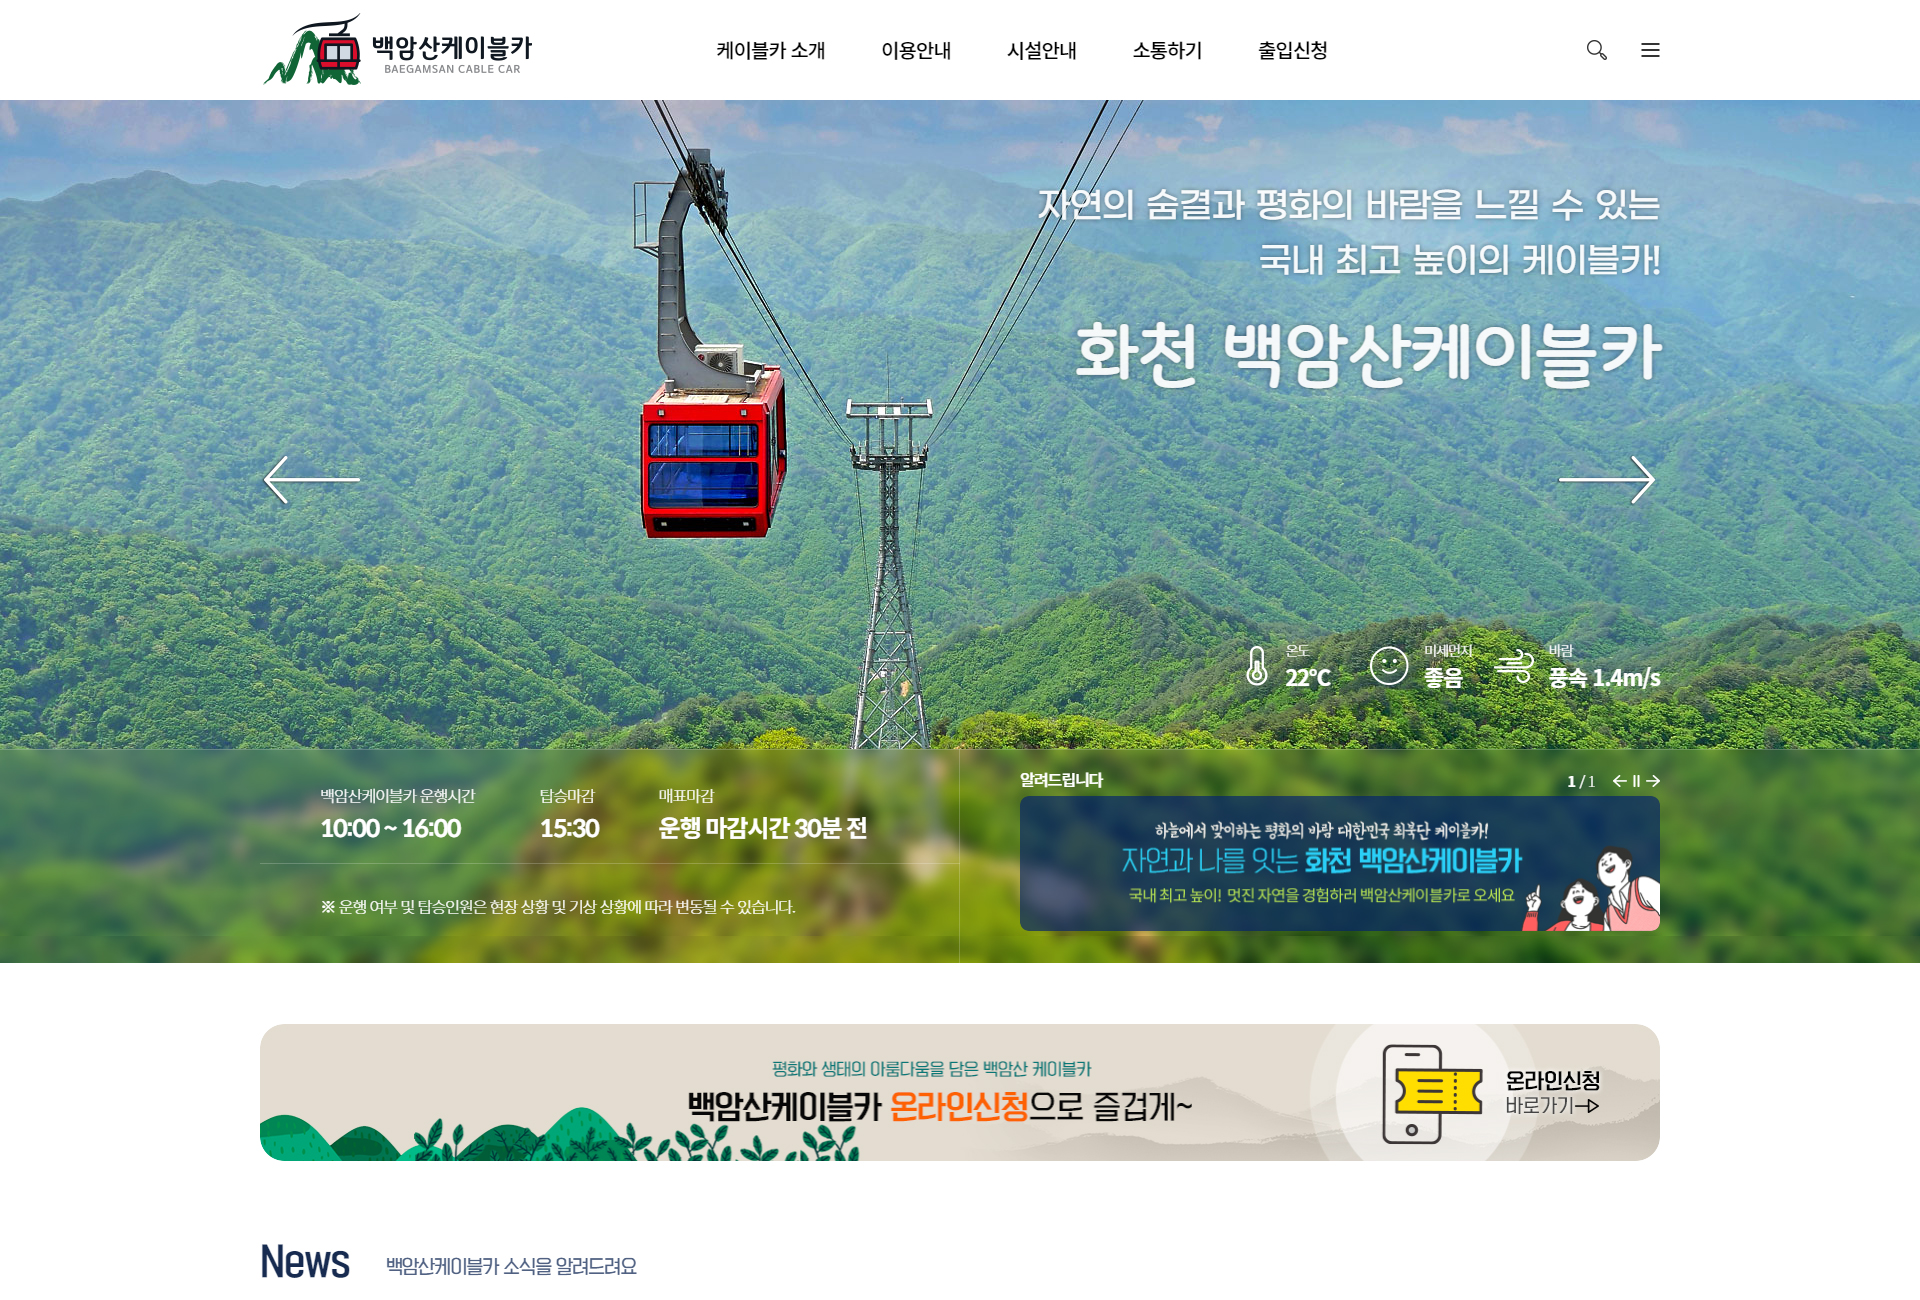 백암산케이블카
BAEGAMSAN CABLE CAR
케이블카 소개
이용안내
시설안내
소통하기
출입신청
자연의 숨결과 평화의 바람을 느낄 수 있는
국내 최고 높이의 케이블카!
화천 백암산케이블카
온도
22°C
미세먼지
좋음
바람
풍속 1.4m/s
백암산케이블카 운행시간
10:00 ~ 16:00
탑승마감
15:30
매표마감
운행 마감시간 30분 전
※ 운행 여부 및 탑승인원은 현장 상황 및 기상 상황에 따라 변동될 수 있습니다.
알려드립니다
1 / 1
하늘에서 맞이하는 평화의 바람 대한민국 최북단 케이블카!
자연과 나를 잇는 화천 백암산케이블카
국내 최고 높이! 멋진 자연을 경험하러 백암산케이블카로 오세요
평화와 생태의 아름다움을 담은 백암산 케이블카
백암산케이블카 온라인신청으로 즐겁게~
온라인신청
바로가기
News
백암산케이블카 소식을 알려드려요